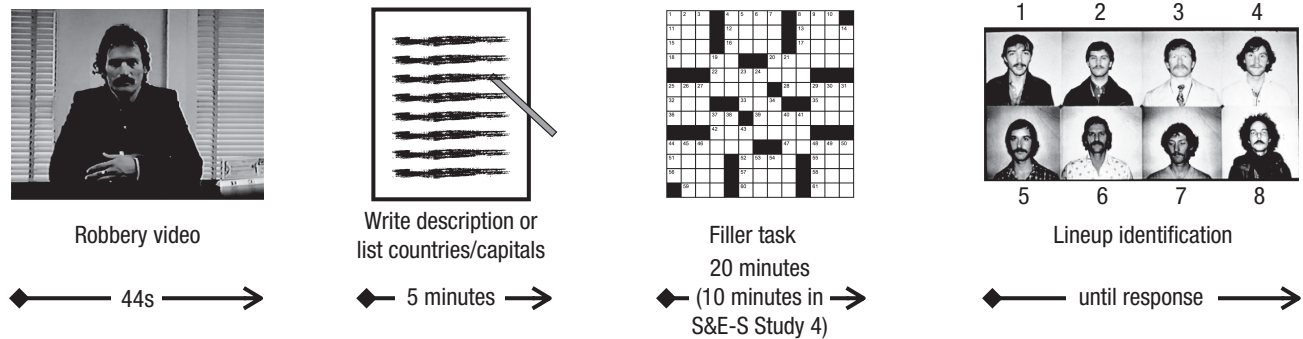 1 2 3 4
5 6 7 8
Robbery video
Write description or
list countries/capitals
Filler task
Lineup identification
44s
5 minutes
20 minutes
(10 minutes in
S&E-S Study 4)
until response